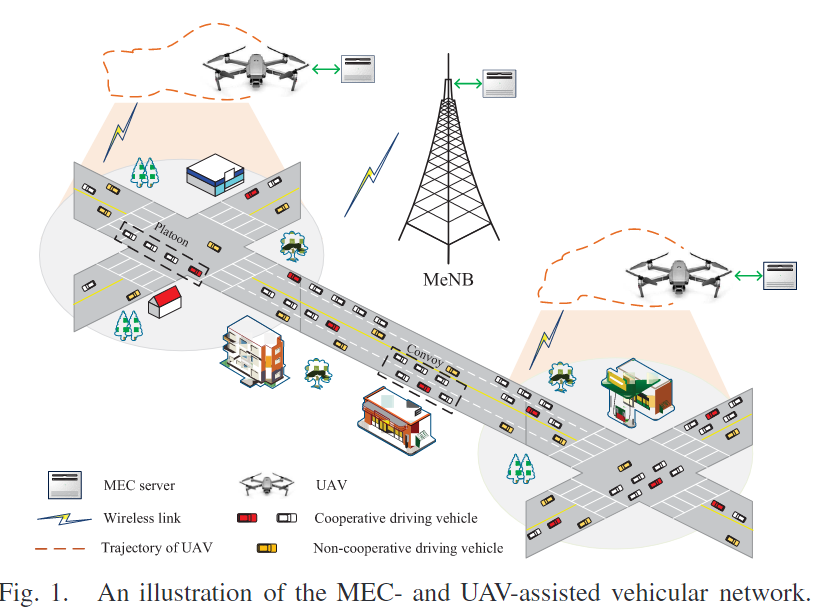 MeNB
Platoon
Convoy
MEC server
UAV
Wireless link
Cooperative driving vehicle
Trajectory of UAV
Non-cooperative driving vehicle
Fig. 1. An illustration of the MEC- and UAV-assisted vehicular network.